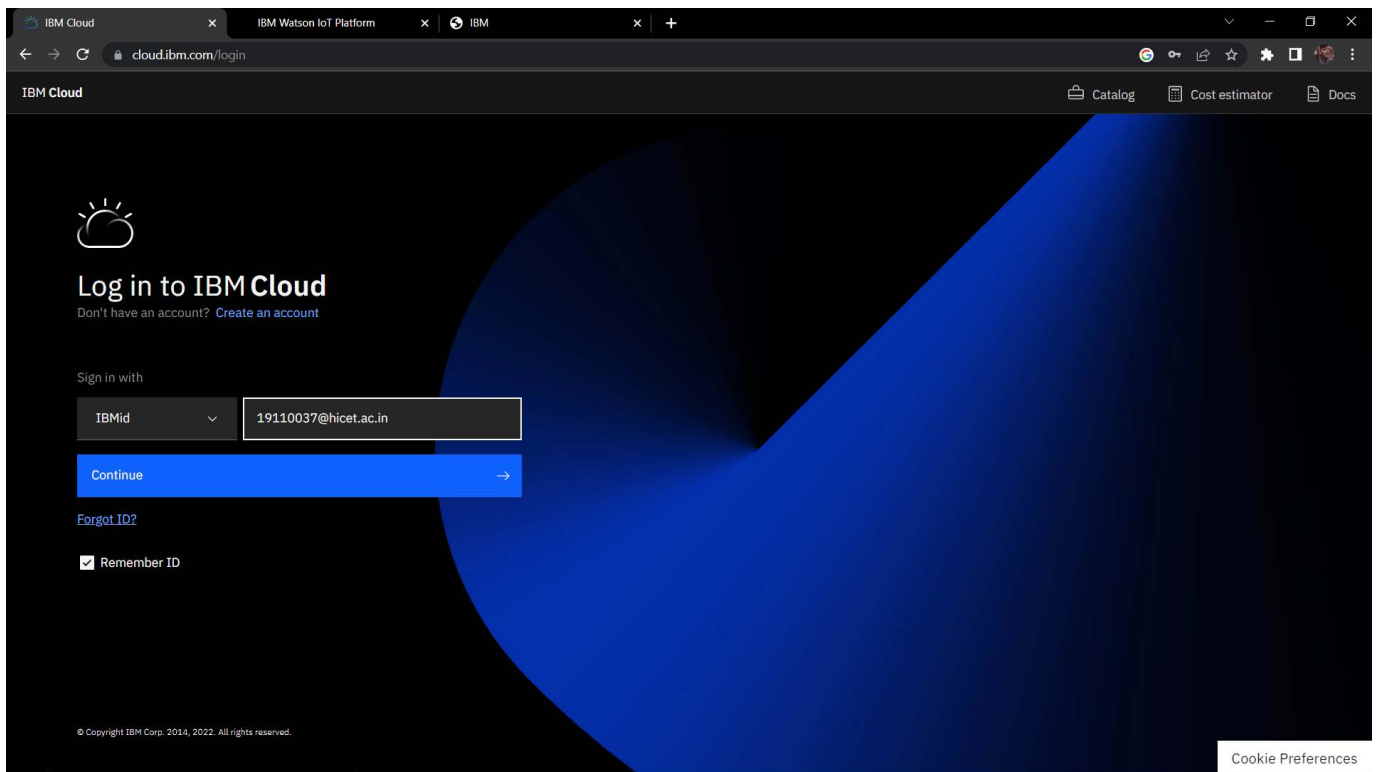 IBM Cloud
IBM Watson IoT Platform
IBM
cloud.ibm.com/login
IBM Cloud
Catalog
Cost estimator
Docs
Log in to IBM Cloud
Don't have an account? Create an account
Sign in with
IBMid
19110037@hicet.ac.in
Continue
Forgot ID?
Remember ID
© Copyright IBM Corp. 2014, 2022. All rights reserved.
Cookie Preferences